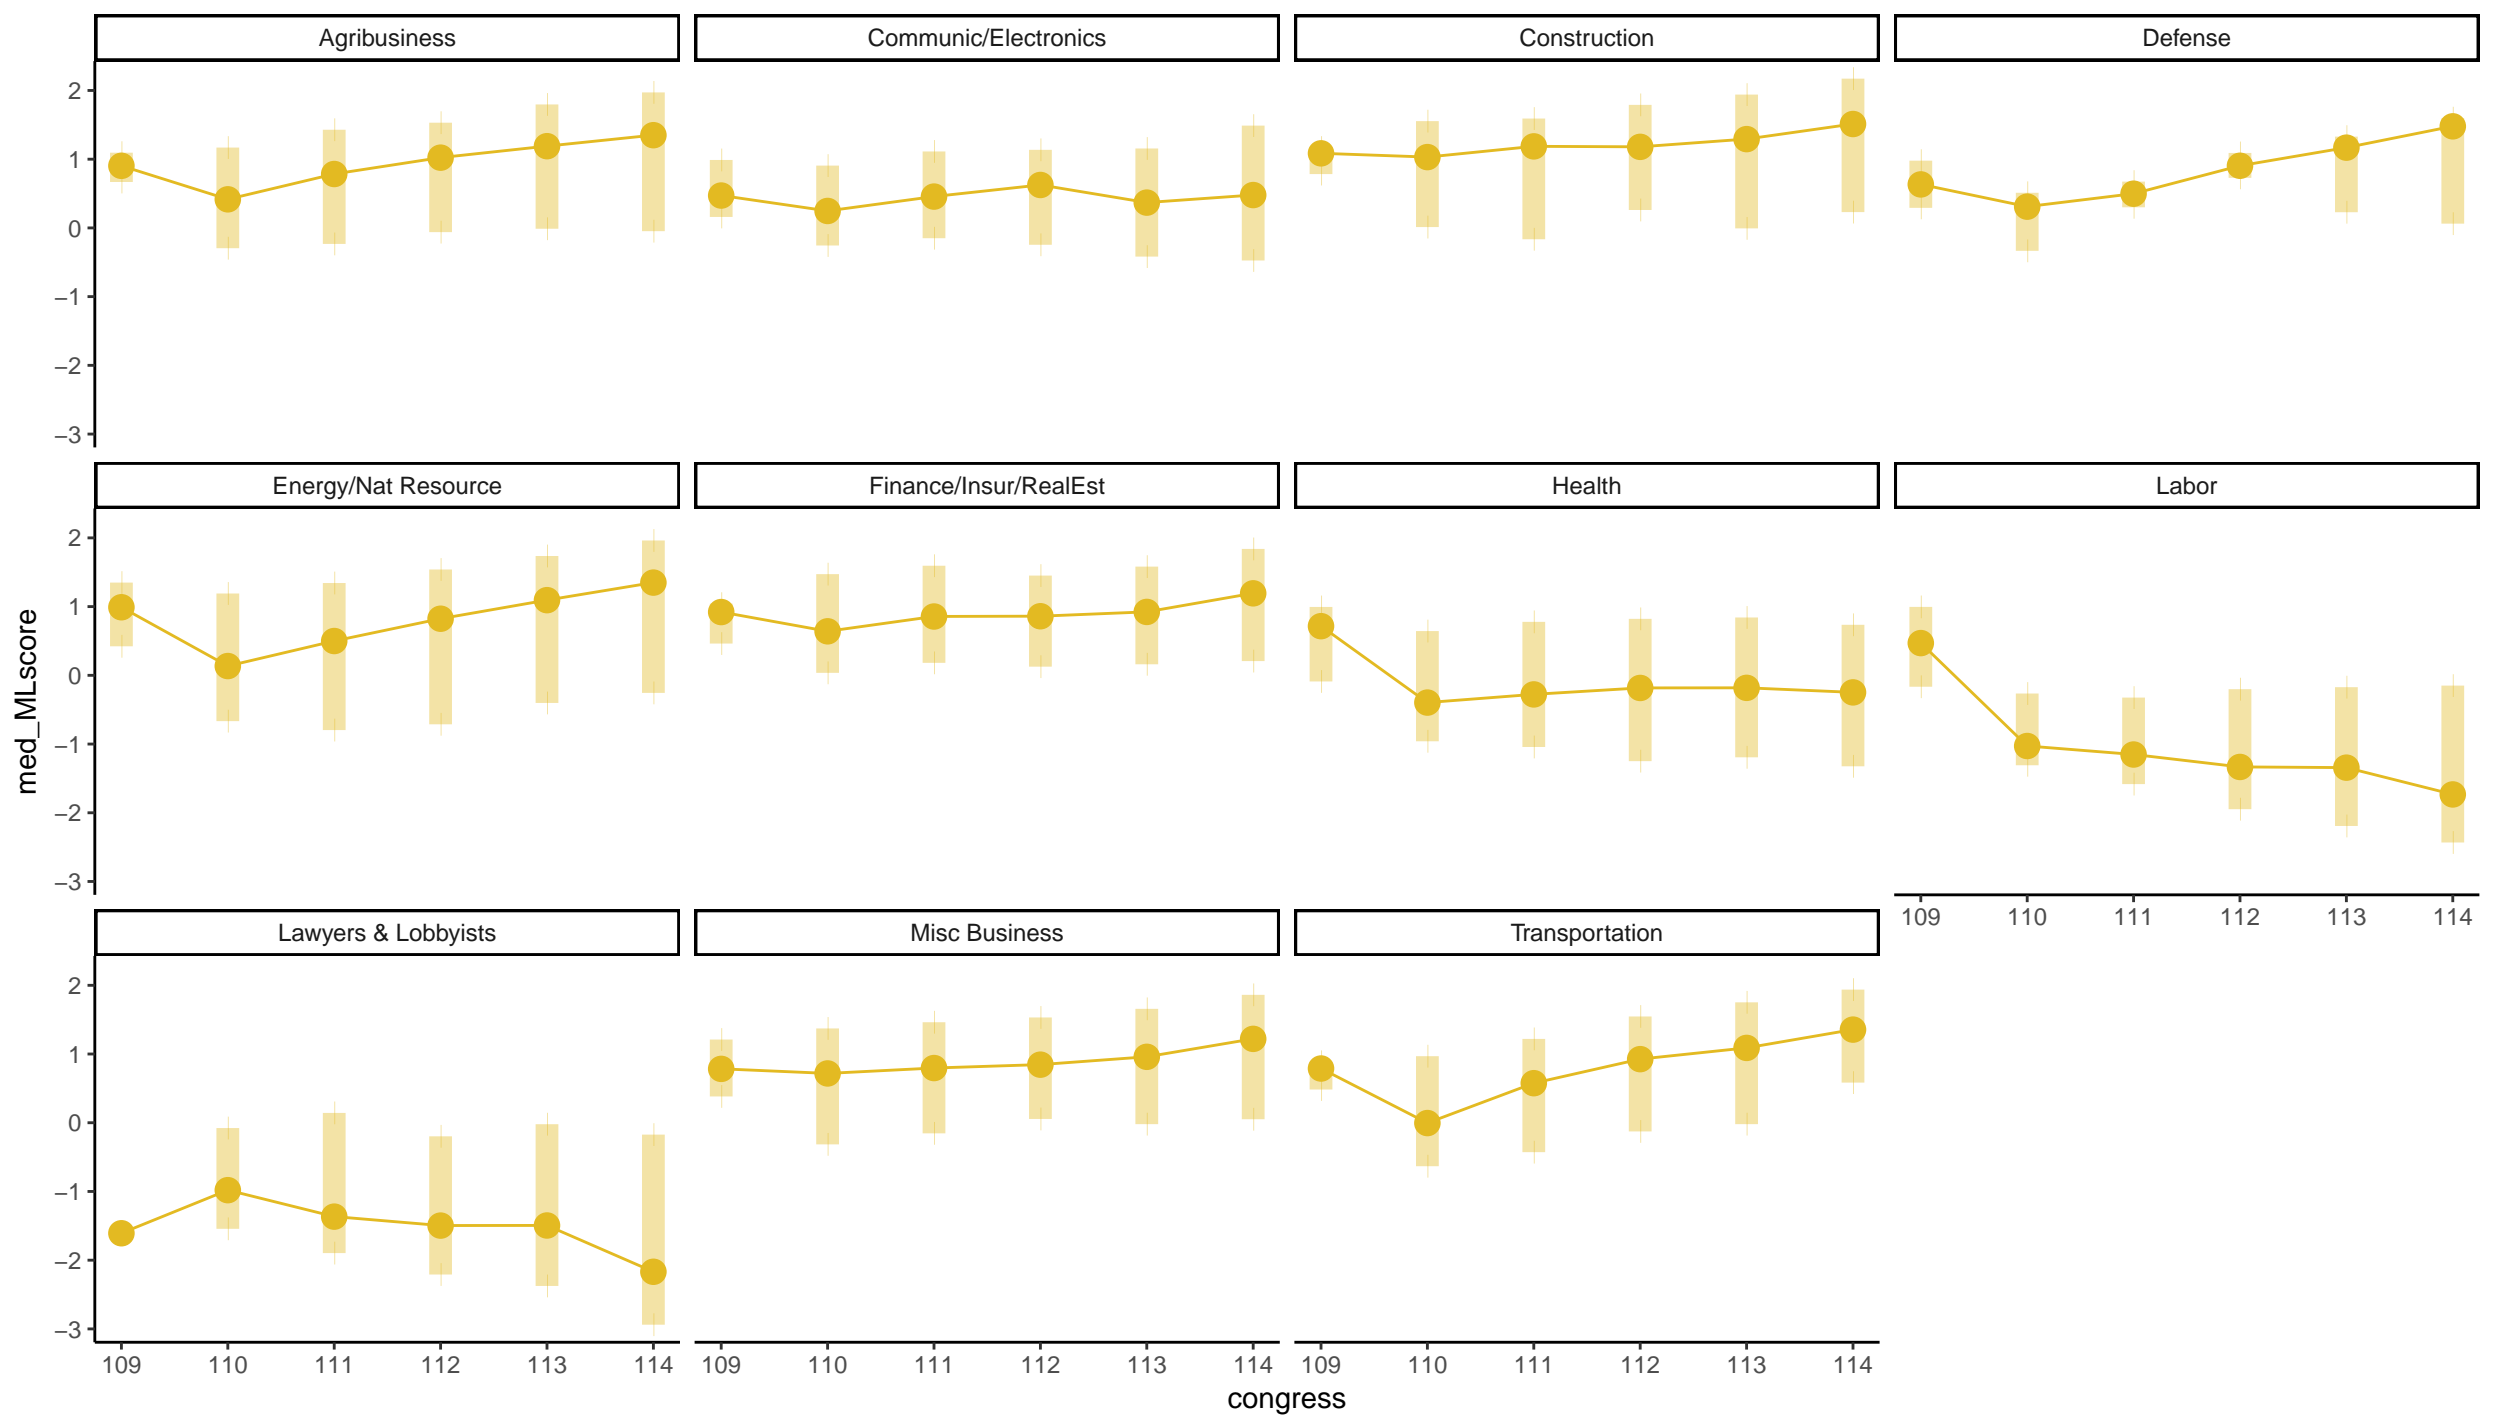 Agribusiness
Communic/Electronics
Construction
Defense
2
1
0
−1
−2
−3
Energy/Nat Resource
Finance/Insur/RealEst
Health
Labor
2
1
0
−1
−2
−3
109 110 111 112 113 114
Lawyers & Lobbyists
Misc Business
Transportation
2
1
0
−1
−2
−3
109 110 111 112 113 114
109 110 111 112 113 114
109 110 111 112 113 114
congress
med_MLscore